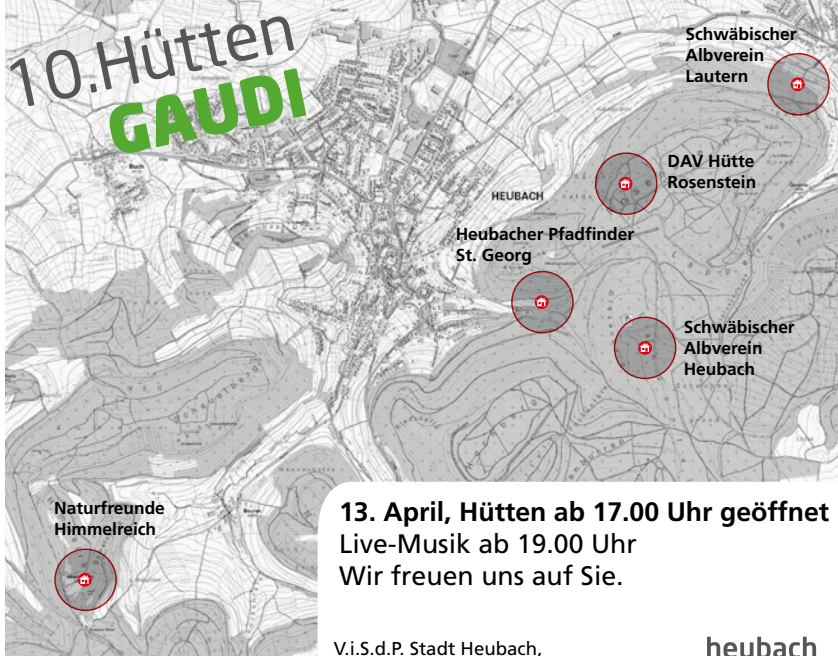 10.Hütten
GAUDI
Schwäbischer
Albverein
Lautern
DAV Hütte
Rosenstein
HEUBACH
Heubacher Pfadfinder
St. Georg
Schwäbischer
Albverein
Heubach
Naturfreunde
Himmelreich
13. April, Hütten ab 17.00 Uhr geöffnet
Live-Musik ab 19.00 Uhr
Wir freuen uns auf Sie.
V.i.S.d.P. Stadt Heubach,
heubach